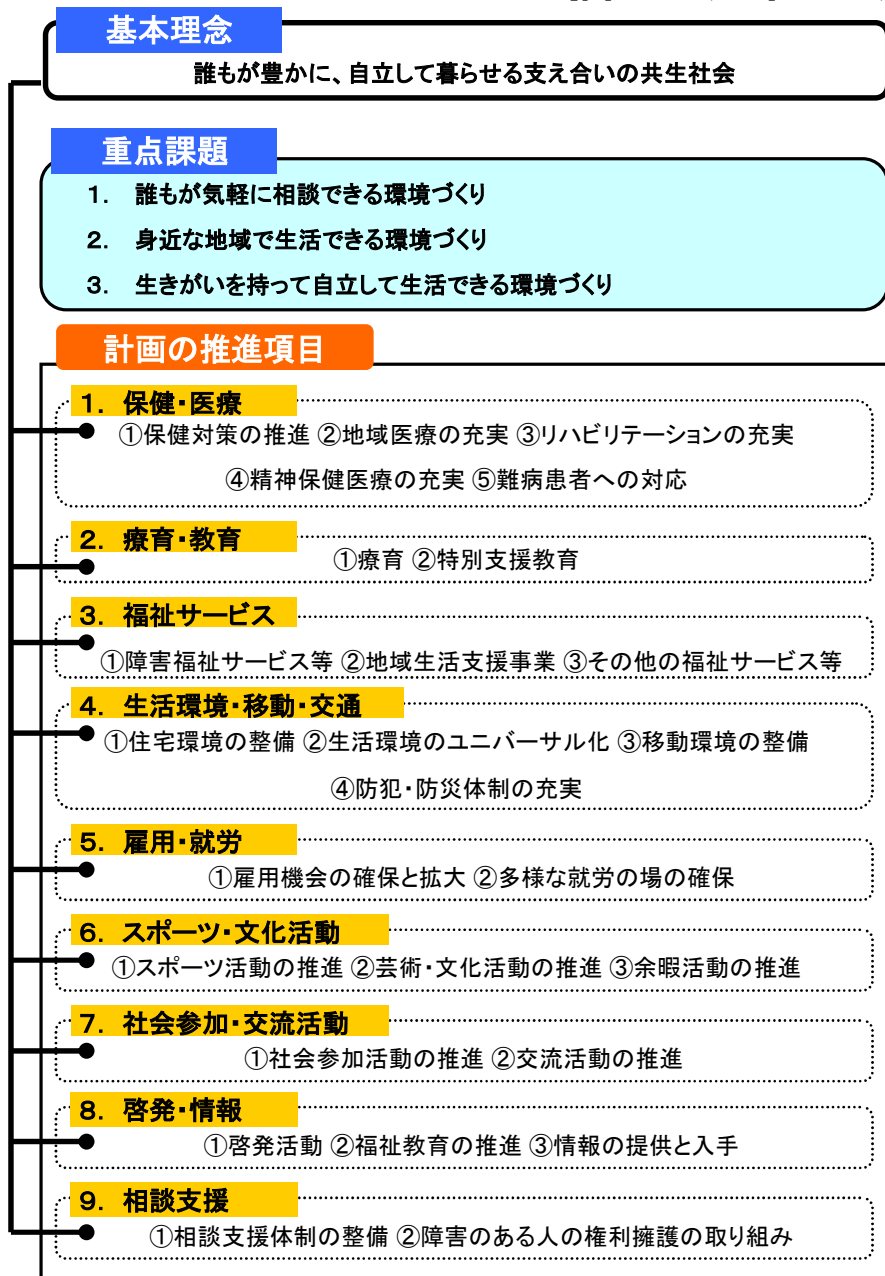 基本理念
誰もが豊かに、自立して暮らせる支え合いの共生社会
重点課題
1. 誰もが気軽に相談できる環境づくり
2. 身近な地域で生活できる環境づくり
3. 生きがいを持って自立して生活できる環境づくり
計画の推進項目
1. 保健・医療
①保健対策の推進 ②地域医療の充実 ③リハビリテーションの充実
④精神保健医療の充実 ⑤難病患者への対応
2. 療育・教育
①療育 ②特別支援教育
3. 福祉サービス
①障害福祉サービス等 ②地域生活支援事業 ③その他の福祉サービス等
4. 生活環境・移動・交通
①住宅環境の整備 ②生活環境のユニバーサル化 ③移動環境の整備
④防犯・防災体制の充実
5. 雇用・就労
①雇用機会の確保と拡大 ②多様な就労の場の確保
6. スポーツ・文化活動
①スポーツ活動の推進 ②芸術・文化活動の推進 ③余暇活動の推進
7. 社会参加・交流活動
①社会参加活動の推進 ②交流活動の推進
8. 啓発・情報
①啓発活動 ②福祉教育の推進 ③情報の提供と入手
9. 相談支援
①相談支援体制の整備 ②障害のある人の権利擁護の取り組み